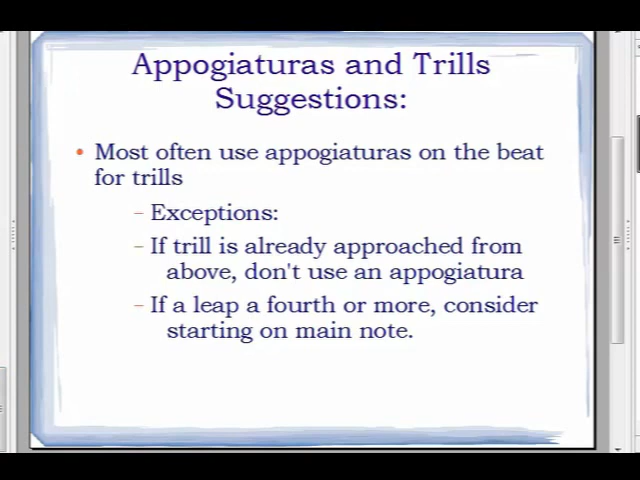 Appogiaturas and Trills
Suggestions:
• Most often use appogiaturas on the beat
for trills
– Exceptions:
– If trill is already approached from
above, don't use an appogiatura
– If a leap a fourth or more, consider
starting on main note.